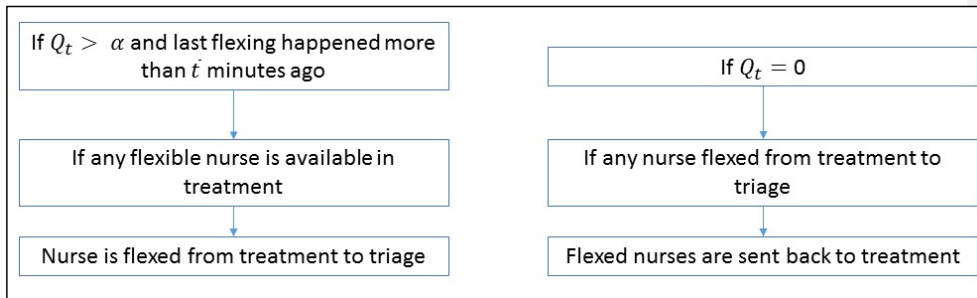 If Q_t > α and last flexing happened more
than t̄ minutes ago
If any flexible nurse is available in
treatment
Nurse is flexed from treatment to triage
If Q_t = 0
If any nurse flexed from treatment to
triage
Flexed nurses are sent back to treatment